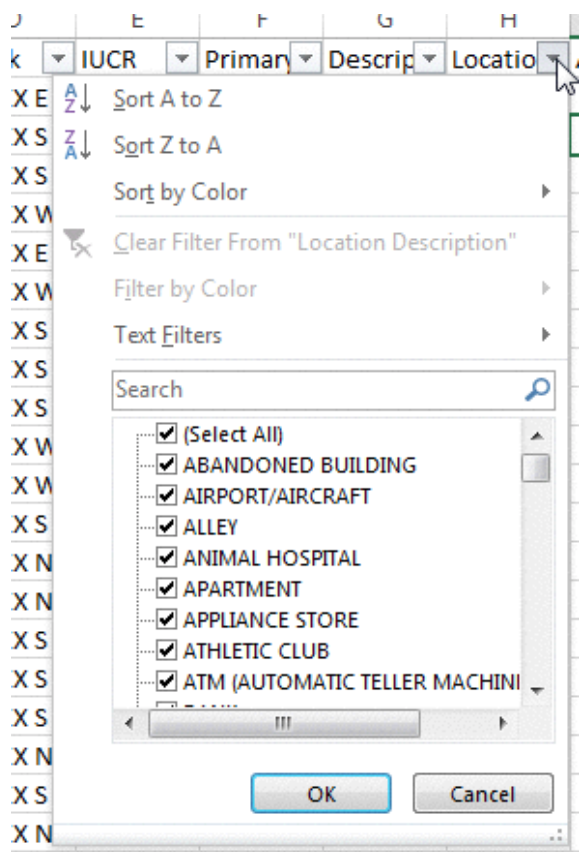 E F G H
k IUCR Primary Descrip Locatio
X E
X S
X S
X W
X E
X W
X S
X S
X S
X W
X W
X S
X N
X N
X S
X S
X S
X N
X S
X N
Sort A to Z
Sort Z to A
Sort by Color
Clear Filter From "Location Description"
Filter by Color
Text Filters
Search
(Select All)
ABANDONED BUILDING
AIRPORT/AIRCRAFT
ALLEY
ANIMAL HOSPITAL
APARTMENT
APPLIANCE STORE
ATHLETIC CLUB
ATM (AUTOMATIC TELLER MACHINE
OK Cancel